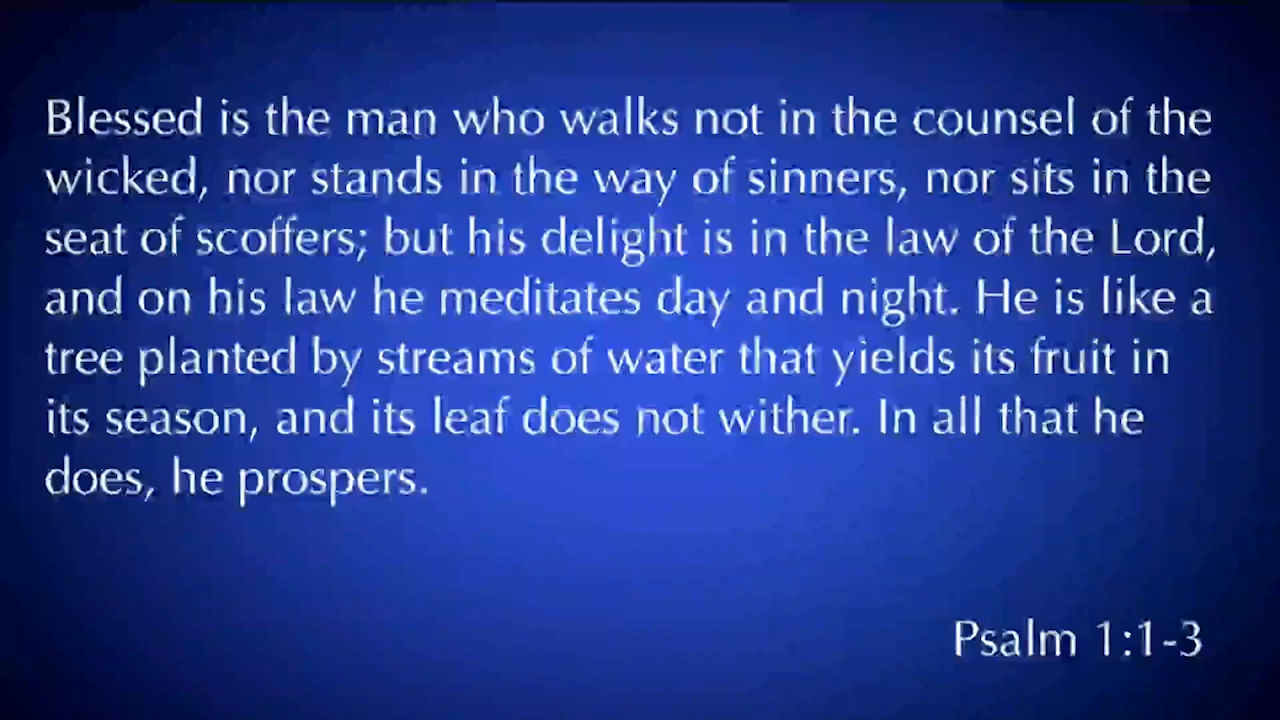 Blessed is the man who walks not in the counsel of the
wicked, nor stands in the way of sinners, nor sits in the
seat of scoffers; but his delight is in the law of the Lord,
and on his law he meditates day and night. He is like a
tree planted by streams of water that yields its fruit in
its season, and its leaf does not wither. In all that he
does, he prospers.
Psalm 1:1-3